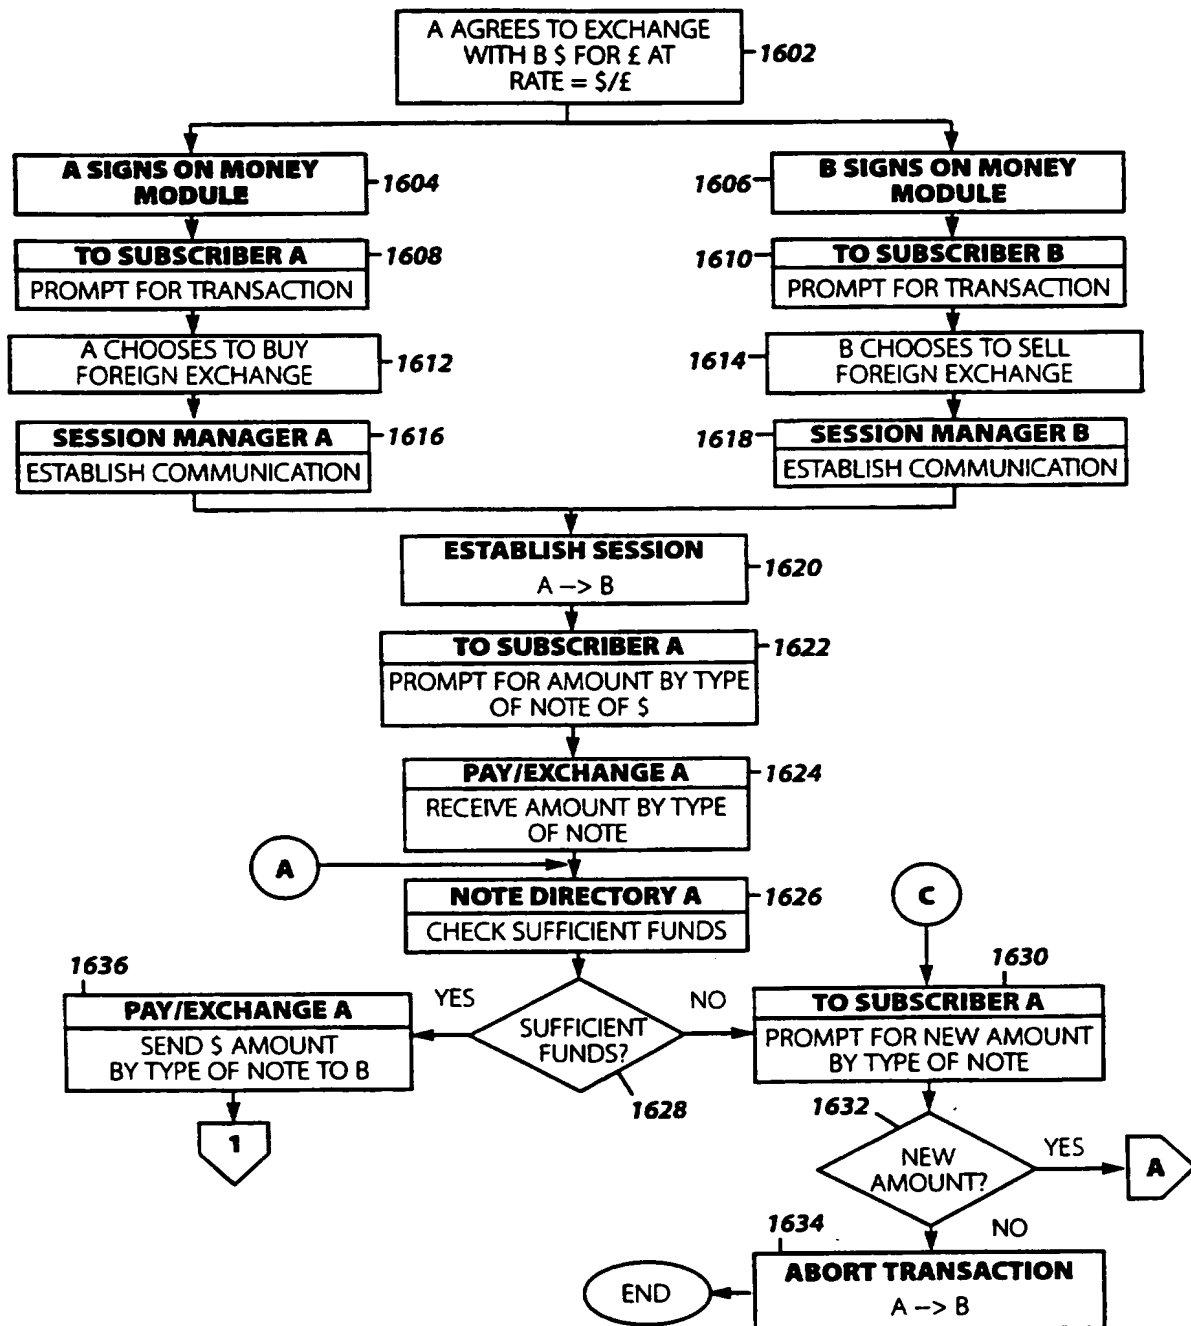 A AGREES TO EXCHANGE
WITH B $ FOR £ AT
RATE = $/£
1602
A SIGNS ON MONEY
MODULE
1604
1606
B SIGNS ON MONEY
MODULE
TO SUBSCRIBER A
1608
PROMPT FOR TRANSACTION
1610
TO SUBSCRIBER B
PROMPT FOR TRANSACTION
A CHOOSES TO BUY
FOREIGN EXCHANGE
1612
1614
B CHOOSES TO SELL
FOREIGN EXCHANGE
SESSION MANAGER A
1616
ESTABLISH COMMUNICATION
1618
SESSION MANAGER B
ESTABLISH COMMUNICATION
ESTABLISH SESSION
A –> B
1620
TO SUBSCRIBER A
1622
PROMPT FOR AMOUNT BY TYPE
OF NOTE OF $
PAY/EXCHANGE A
1624
RECEIVE AMOUNT BY TYPE
OF NOTE
A
NOTE DIRECTORY A
1626
CHECK SUFFICIENT FUNDS
C
1636
PAY/EXCHANGE A
SEND $ AMOUNT
BY TYPE OF NOTE TO B
1
YES
SUFFICIENT
FUNDS?
1628
NO
1630
TO SUBSCRIBER A
PROMPT FOR NEW AMOUNT
BY TYPE OF NOTE
1632
NEW
AMOUNT?
YES
A
NO
1634
ABORT TRANSACTION
A –> B
END